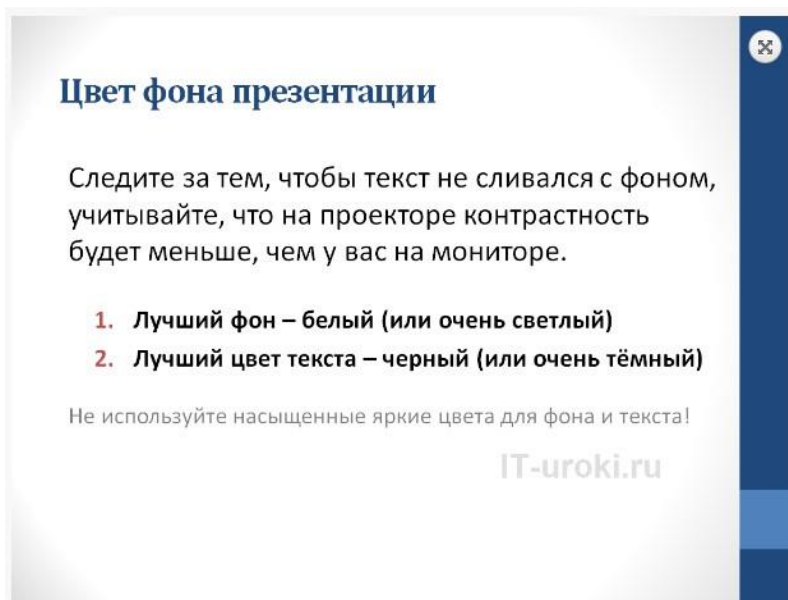 Цвет фона презентации
Следите за тем, чтобы текст не сливался с фоном,
учитывайте, что на проекторе контрастность
будет меньше, чем у вас на мониторе.
1. Лучший фон – белый (или очень светлый)
2. Лучший цвет текста – черный (или очень тёмный)
Не используйте насыщенные яркие цвета для фона и текста!
IT-uroki.ru